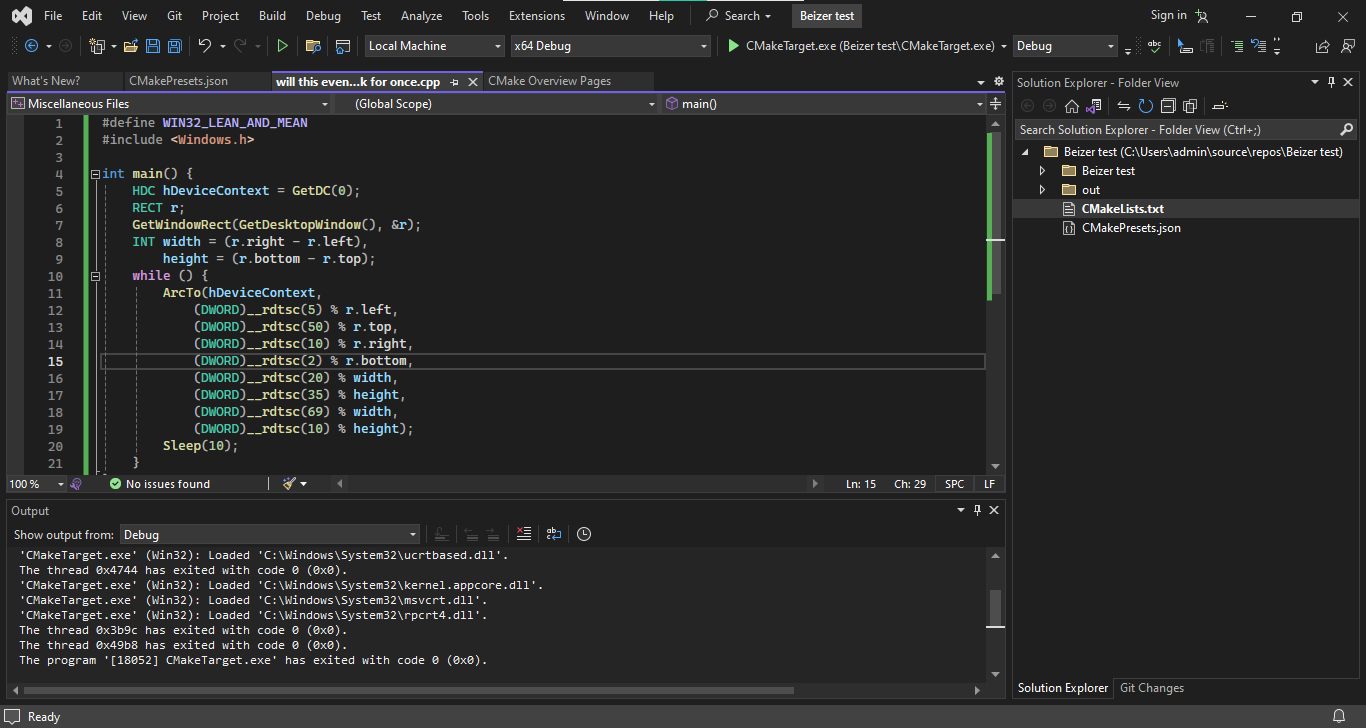 File Edit View Git Project Build Debug Test Analyze Tools Extensions Window Help Search Beizer test Sign in
Local Machine x64 Debug CMakeTarget.exe (Beizer test\CMakeTarget.exe) Debug
What's New? CMakePresets.json will this even...k for once.cpp CMake Overview Pages
Miscellaneous Files (Global Scope) main()
1 #define WIN32_LEAN_AND_MEAN
2 #include <Windows.h>
3
4 int main() {
5 HDC hDeviceContext = GetDC(0);
6 RECT r;
7 GetWindowRect(GetDesktopWindow(), &r);
8 INT width = (r.right - r.left),
9 height = (r.bottom - r.top);
10 while () {
11 ArcTo(hDeviceContext,
12 (DWORD)__rdtsc(5) % r.left,
13 (DWORD)__rdtsc(50) % r.top,
14 (DWORD)__rdtsc(10) % r.right,
15 (DWORD)__rdtsc(2) % r.bottom,
16 (DWORD)__rdtsc(20) % width,
17 (DWORD)__rdtsc(35) % height,
18 (DWORD)__rdtsc(69) % width,
19 (DWORD)__rdtsc(10) % height);
20 Sleep(10);
21 }
100 % No issues found Ln: 15 Ch: 29 SPC LF
Output
Show output from: Debug
'CMakeTarget.exe' (Win32): Loaded 'C:\Windows\System32\ucrtbased.dll'.
The thread 0x4744 has exited with code 0 (0x0).
'CMakeTarget.exe' (Win32): Loaded 'C:\Windows\System32\kernel.appcore.dll'.
'CMakeTarget.exe' (Win32): Loaded 'C:\Windows\System32\msvcrt.dll'.
'CMakeTarget.exe' (Win32): Loaded 'C:\Windows\System32\rpcrt4.dll'.
The thread 0x3b9c has exited with code 0 (0x0).
The thread 0x49b8 has exited with code 0 (0x0).
The program '[18052] CMakeTarget.exe' has exited with code 0 (0x0).
Solution Explorer - Folder View
Search Solution Explorer - Folder View (Ctrl+;)
Beizer test (C:\Users\admin\source\repos\Beizer test)
Beizer test
out
CMakeLists.txt
CMakePresets.json
Solution Explorer Git Changes
Ready